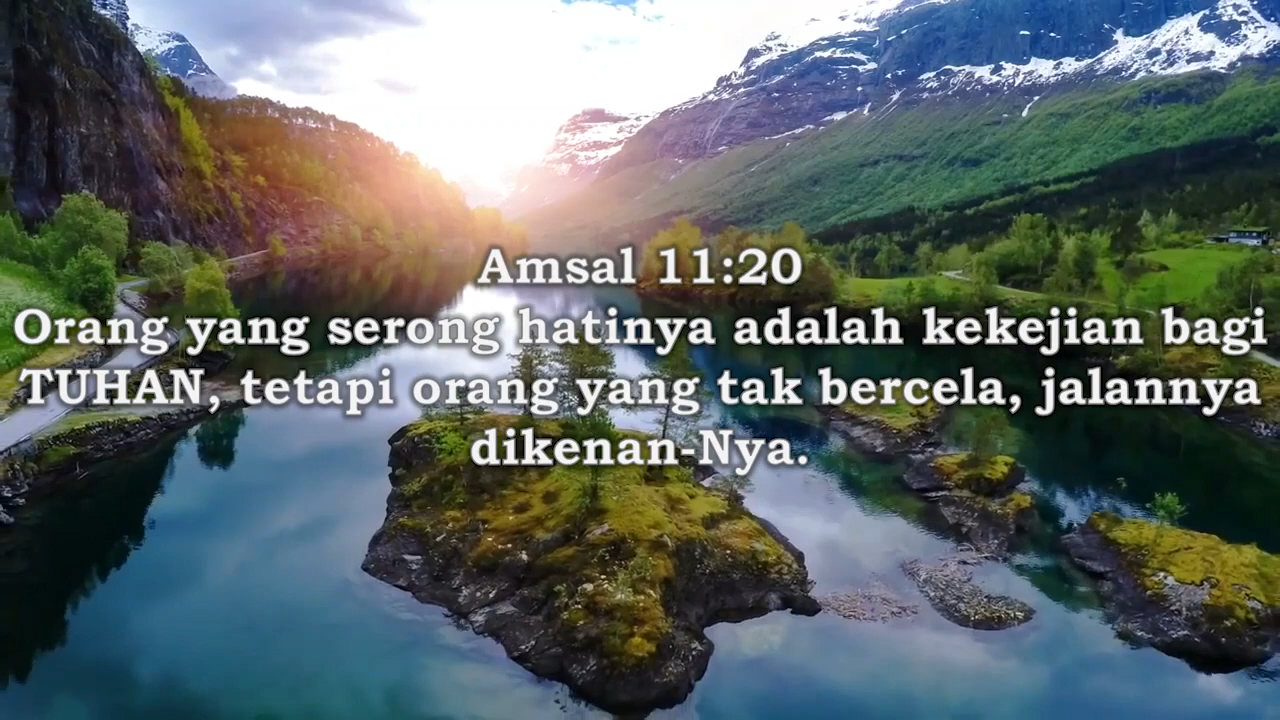 Amsal 11:20
Orang yang serong hatinya adalah kekejian bagi
TUHAN, tetapi orang yang tak bercela, jalannya
dikenan-Nya.